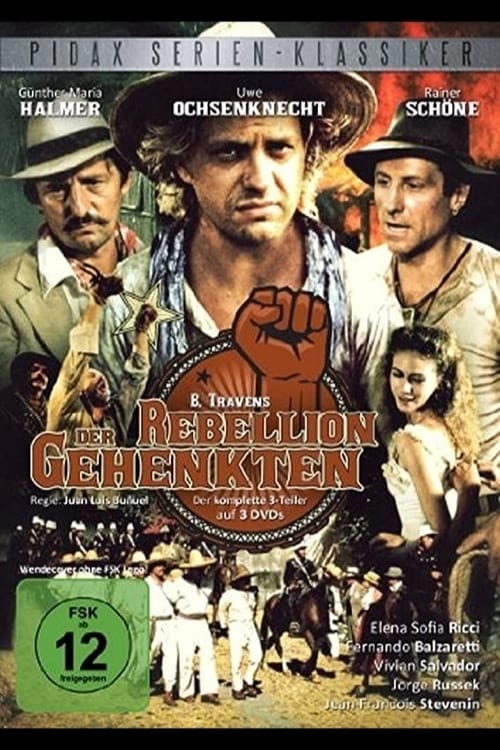 PIDAX SERIEN-KLASSIKER
Günther Maria
HALMER
Uwe
OCHSENKNECHT
Rainer
SCHÖNE
B. TRAVENS
REBELLION
DER
GEHENKTEN
Regie: Juan Luis Buñuel
Der komplette 3-Teiler
auf 3 DVDs
Wendecover ohne FSK Logo
FSK
ab
12
freigegeben
Elena Sofia Ricci
Fernando Balzaretti
Vivian Salvador
Jorge Russek
Jean-Francois Stevenin